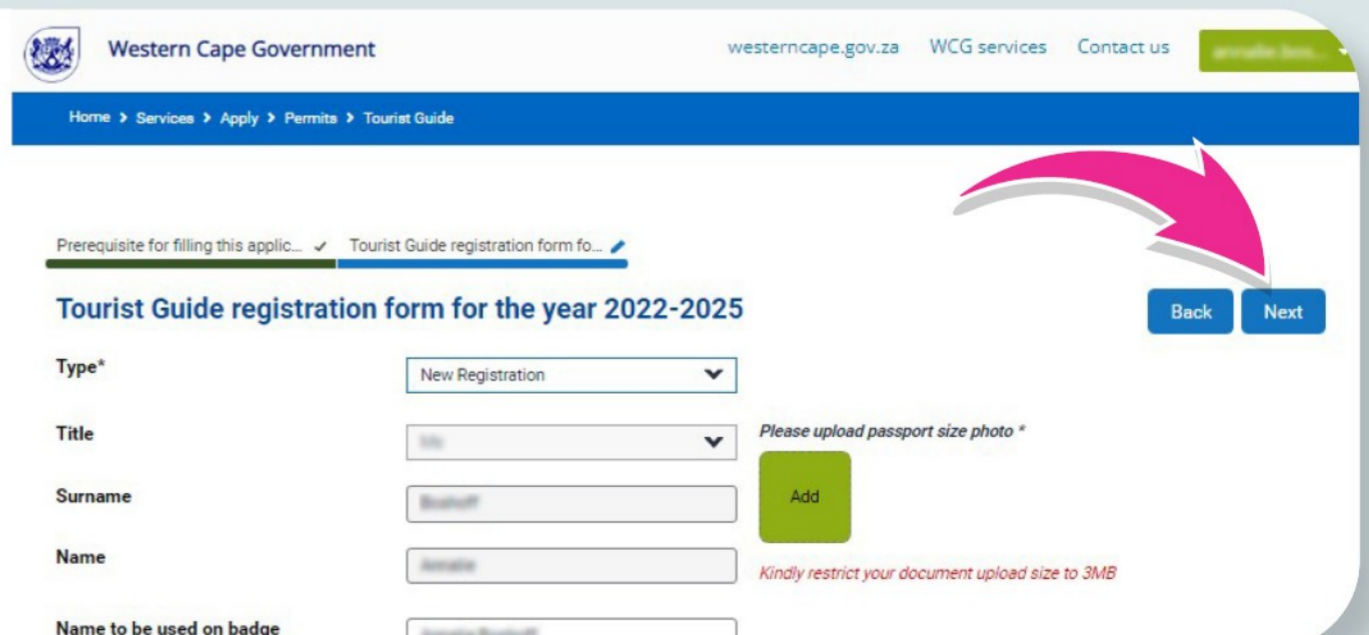 Western Cape Government
westerncape.gov.za WCG services Contact us
Home > Services > Apply > Permits > Tourist Guide
Prerequisite for filling this applic... Tourist Guide registration form fo...
Tourist Guide registration form for the year 2022-2025
Back Next
Type*
New Registration
Title
Please upload passport size photo *
Surname
Add
Name
Kindly restrict your document upload size to 3MB
Name to be used on badge